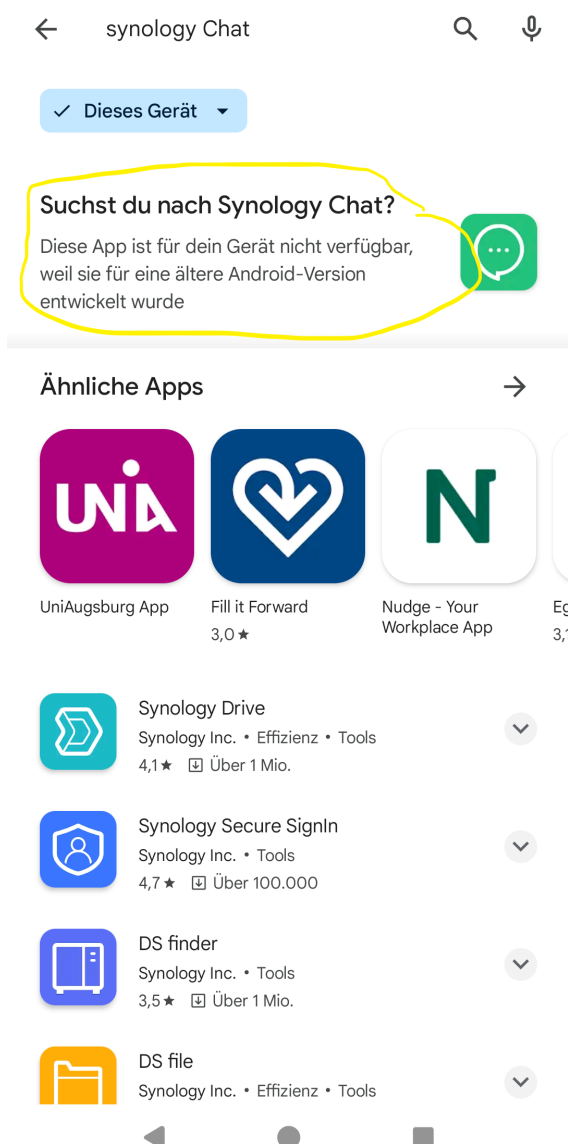 synology Chat
Dieses Gerät
Suchst du nach Synology Chat?
Diese App ist für dein Gerät nicht verfügbar,
weil sie für eine ältere Android-Version
entwickelt wurde
Ähnliche Apps
UNIA
N
UniAugsburg App
Fill it Forward
3,0★
Nudge - Your
Workplace App
Eg
3,1
Synology Drive
Synology Inc. • Effizienz • Tools
4,1★ Über 1 Mio.
Synology Secure SignIn
Synology Inc. • Tools
4,7★ Über 100.000
DS finder
Synology Inc. • Tools
3,5★ Über 1 Mio.
DS file
Synology Inc. • Effizienz • Tools